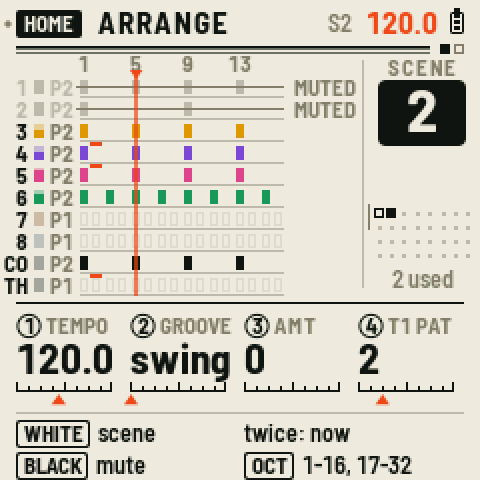 HOME ARRANGE S2 120.0
1 5 9 13 SCENE
1 P2 MUTED
2 P2 MUTED
2
3 P2
4 P2
5 P2
6 P2
7 P1
8 P1
CO P2
TH P1
2 used
1 TEMPO 2 GROOVE 3 AMT 4 T1 PAT
120.0 swing 0 2
WHITE scene twice: now
BLACK mute OCT 1-16, 17-32